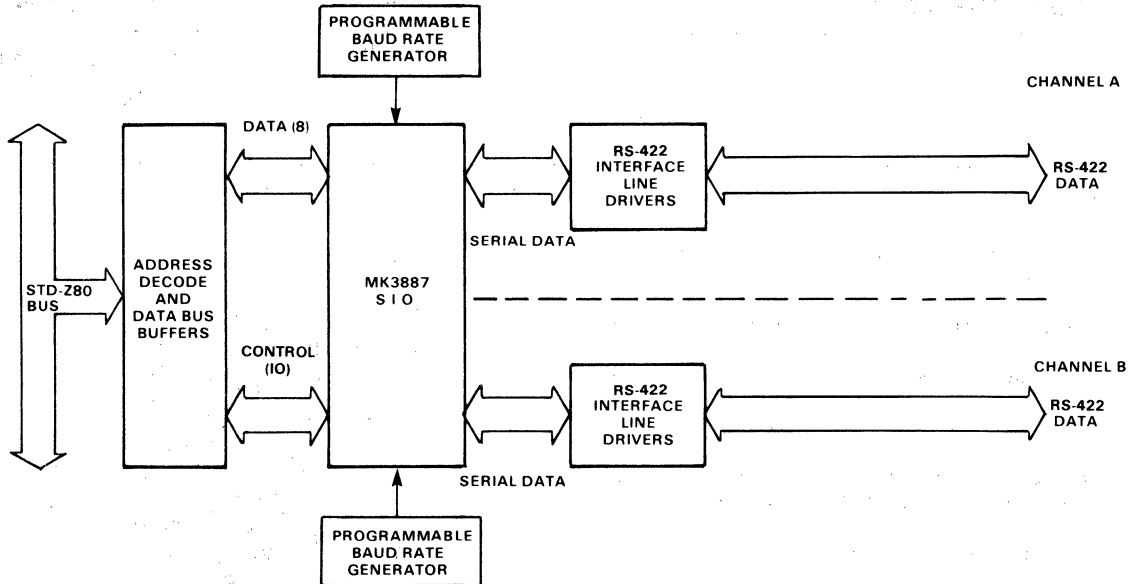 PROGRAMMABLE
BAUD RATE
GENERATOR
CHANNEL A
DATA (8)
RS-422
INTERFACE
LINE
DRIVERS
RS-422
DATA
SERIAL DATA
STD-Z80
BUS
ADDRESS
DECODE
AND
DATA BUS
BUFFERS
MK3887
S I O
CONTROL
(IO)
CHANNEL B
RS-422
INTERFACE
LINE
DRIVERS
RS-422
DATA
SERIAL DATA
PROGRAMMABLE
BAUD RATE
GENERATOR